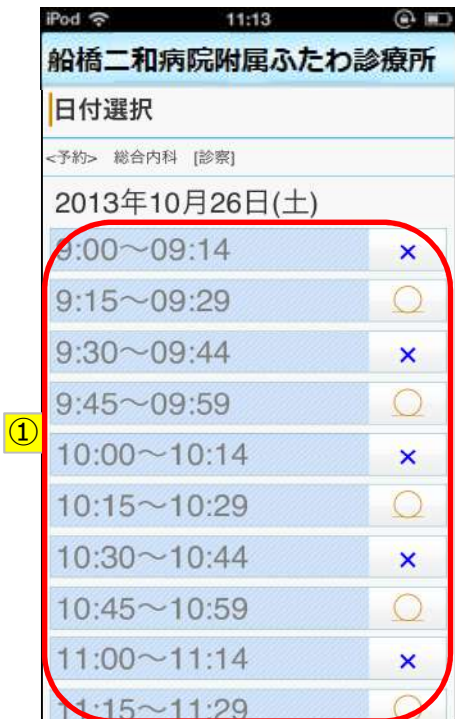 iPod 11:13
船橋二和病院附属ふたわ診療所
日付選択
<予約> 総合内科 [診察]
2013年10月26日(土)
9:00～09:14 ×
9:15～09:29 ○
9:30～09:44 ×
9:45～09:59 ○
①
10:00～10:14 ×
10:15～10:29 ○
10:30～10:44 ×
10:45～10:59 ○
11:00～11:14 ×
11:15～11:29 ○